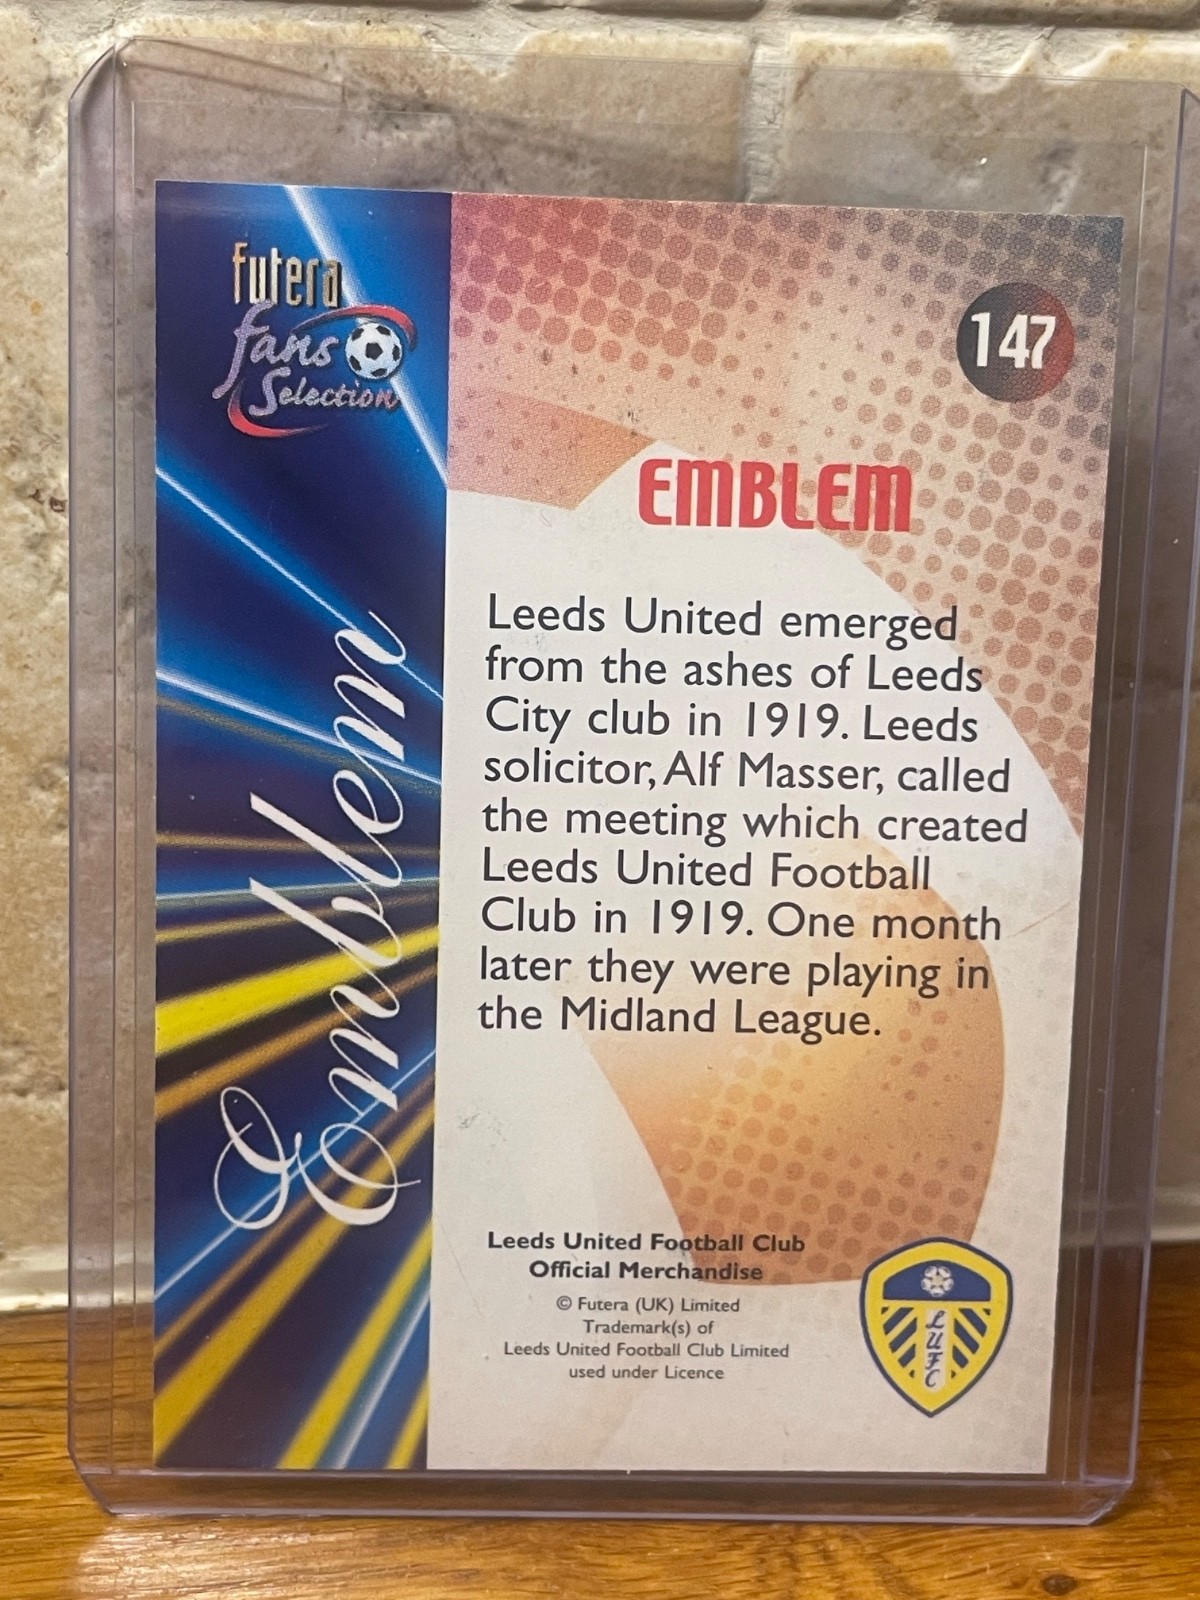 futera
fans
Selection
147
EMBLEM
Emblem
Leeds United emerged
from the ashes of Leeds
City club in 1919. Leeds
solicitor, Alf Masser, called
the meeting which created
Leeds United Football
Club in 1919. One month
later they were playing in
the Midland League.
Leeds United Football Club
Official Merchandise
© Futera (UK) Limited
Trademark(s) of
Leeds United Football Club Limited
used under Licence
LUFC